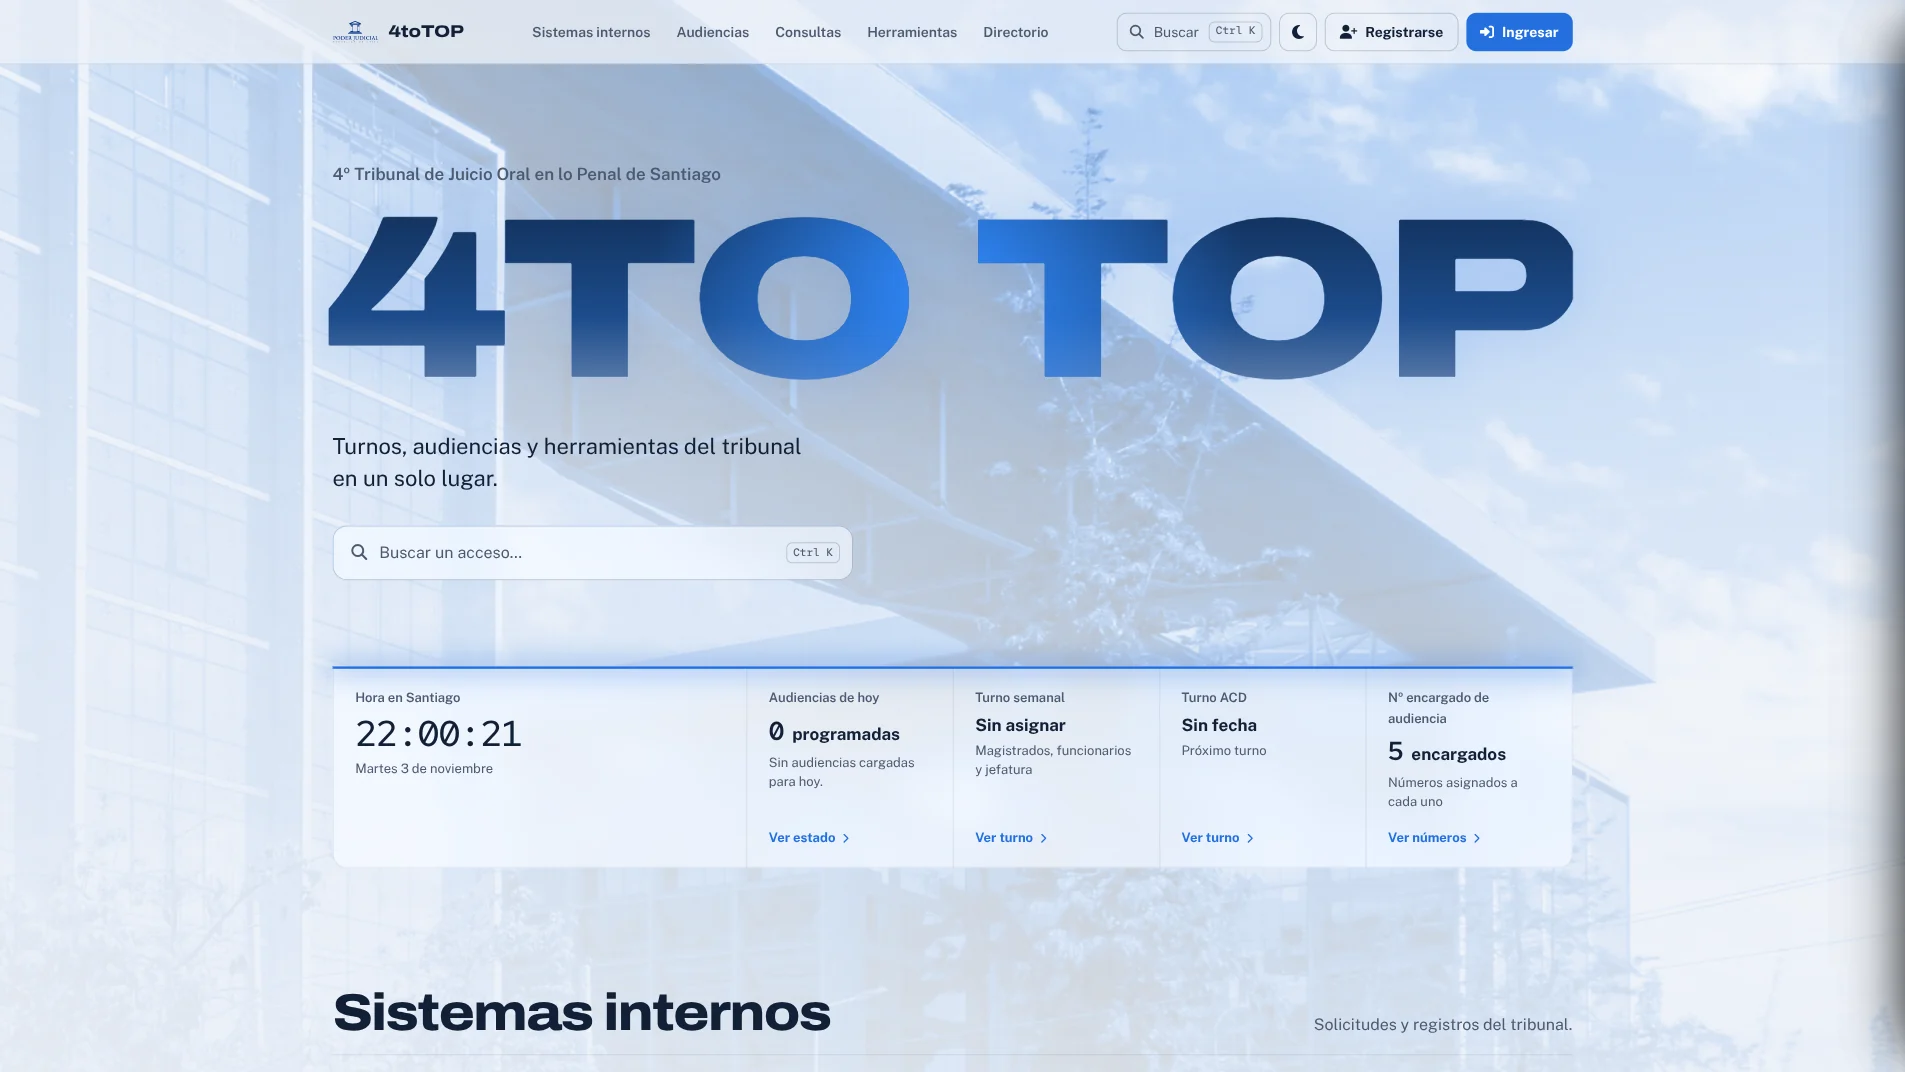 PODER JUDICIAL
4toTOP
Sistemas internos
Audiencias
Consultas
Herramientas
Directorio
Buscar
Ctrl K
Registrarse
Ingresar
4º Tribunal de Juicio Oral en lo Penal de Santiago
4TO TOP
Turnos, audiencias y herramientas del tribunal
en un solo lugar.
Buscar un acceso...
Ctrl K
Hora en Santiago
22:00:21
Martes 3 de noviembre
Audiencias de hoy
0 programadas
Sin audiencias cargadas
para hoy.
Ver estado
Turno semanal
Sin asignar
Magistrados, funcionarios
y jefatura
Ver turno
Turno ACD
Sin fecha
Próximo turno
Ver turno
Nº encargado de
audiencia
5 encargados
Números asignados a
cada uno
Ver números
Sistemas internos
Solicitudes y registros del tribunal.